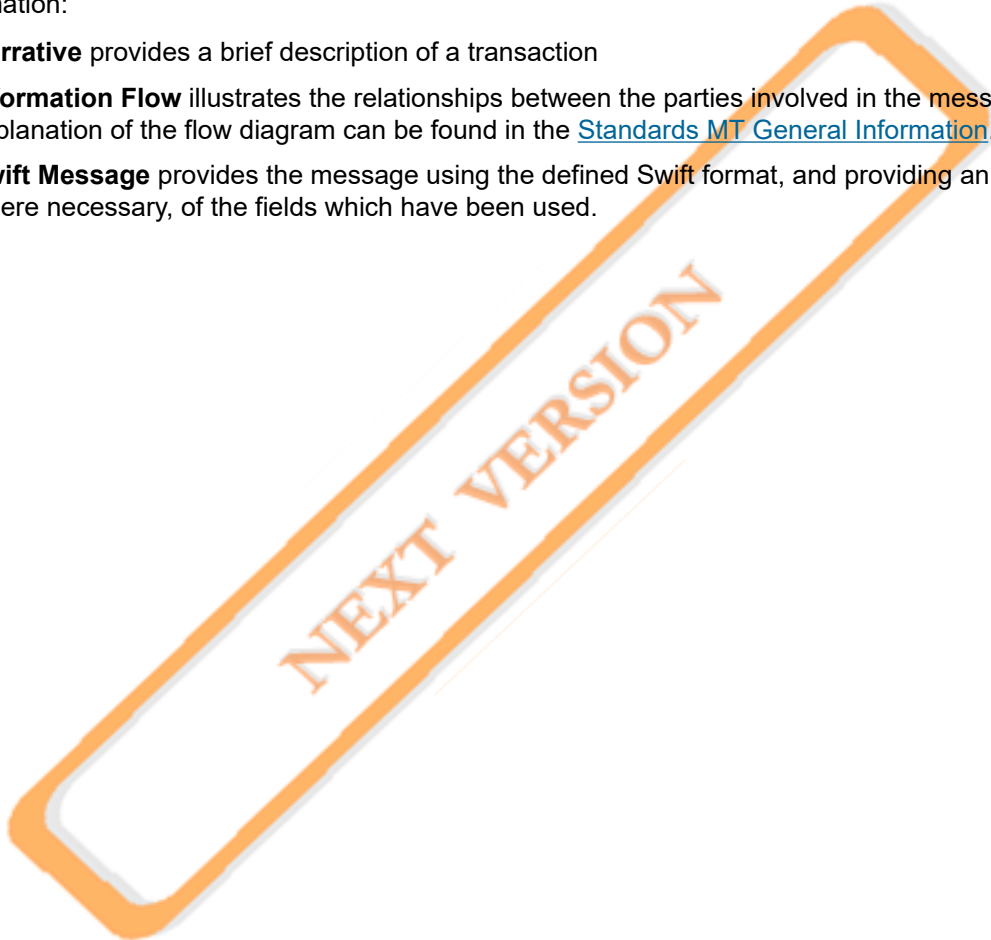 nation:
rrative provides a brief description of a transaction
ormation Flow illustrates the relationships between the parties involved in the mess
planation of the flow diagram can be found in the Standards MT General Information.
vift Message provides the message using the defined Swift format, and providing an
ere necessary, of the fields which have been used.
NEXT VERSION